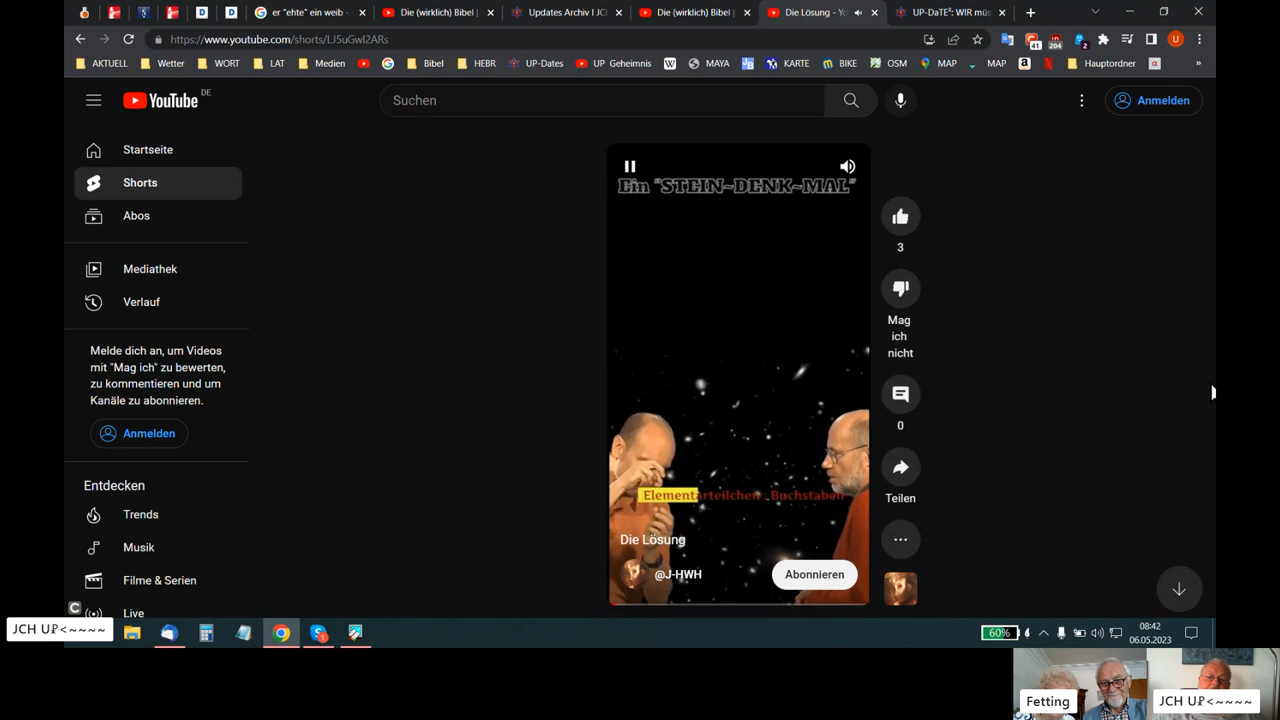 er "ehte" ein weib -
Die (wirklich) Bibel
Updates Archiv I JC
Die (wirklich) Bibel
Die Lösung - Yo
UP-DaTE²: WIR müs
https://www.youtube.com/shorts/LJ5uGwI2ARs
41
204
2
U
AKTUELL
Wetter
WORT
LAT
Medien
Bibel
HEBR
UP-Dates
UP Geheimnis
MAYA
KARTE
BIKE
OSM
MAP
MAP
Hauptordner
»
YouTube DE
Suchen
Anmelden
Startseite
Shorts
Abos
Mediathek
Verlauf
Melde dich an, um Videos
mit "Mag ich" zu bewerten,
zu kommentieren und um
Kanäle zu abonnieren.
Anmelden
Entdecken
Trends
Musik
Filme & Serien
Live
Ein "STEIN~DENK~MAL"
Elementarteilchen : Buchstaben
Die Lösung
@J-HWH
Abonnieren
3
Mag
ich
nicht
0
Teilen
JCH UP<~~~~
60%
08:42
06.05.2023
Fetting
JCH UP<~~~~